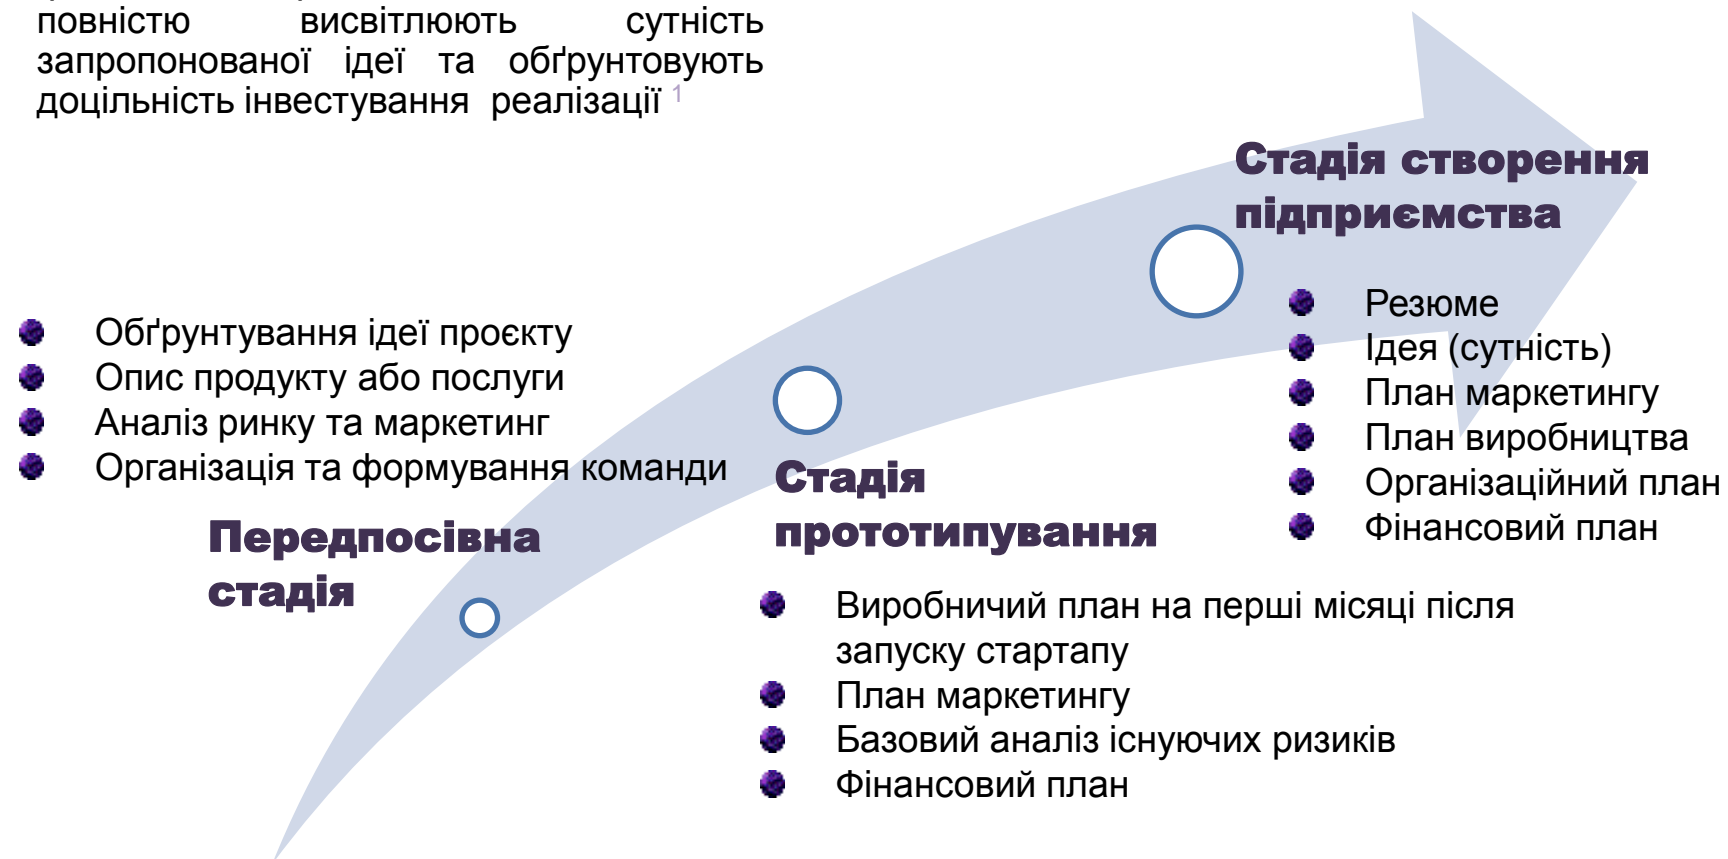 повністю висвітлюють сутність
запропонованої ідеї та обґрунтовують
доцільність інвестування реалізації 1
Стадія створення
підприємства
Резюме
Ідея (сутність)
План маркетингу
План виробництва
Організаційний план
Фінансовий план
Обґрунтування ідеї проєкту
Опис продукту або послуги
Аналіз ринку та маркетинг
Організація та формування команди
Передпосівна
стадія
Стадія
прототипування
Виробничий план на перші місяці після
запуску стартапу
План маркетингу
Базовий аналіз існуючих ризиків
Фінансовий план